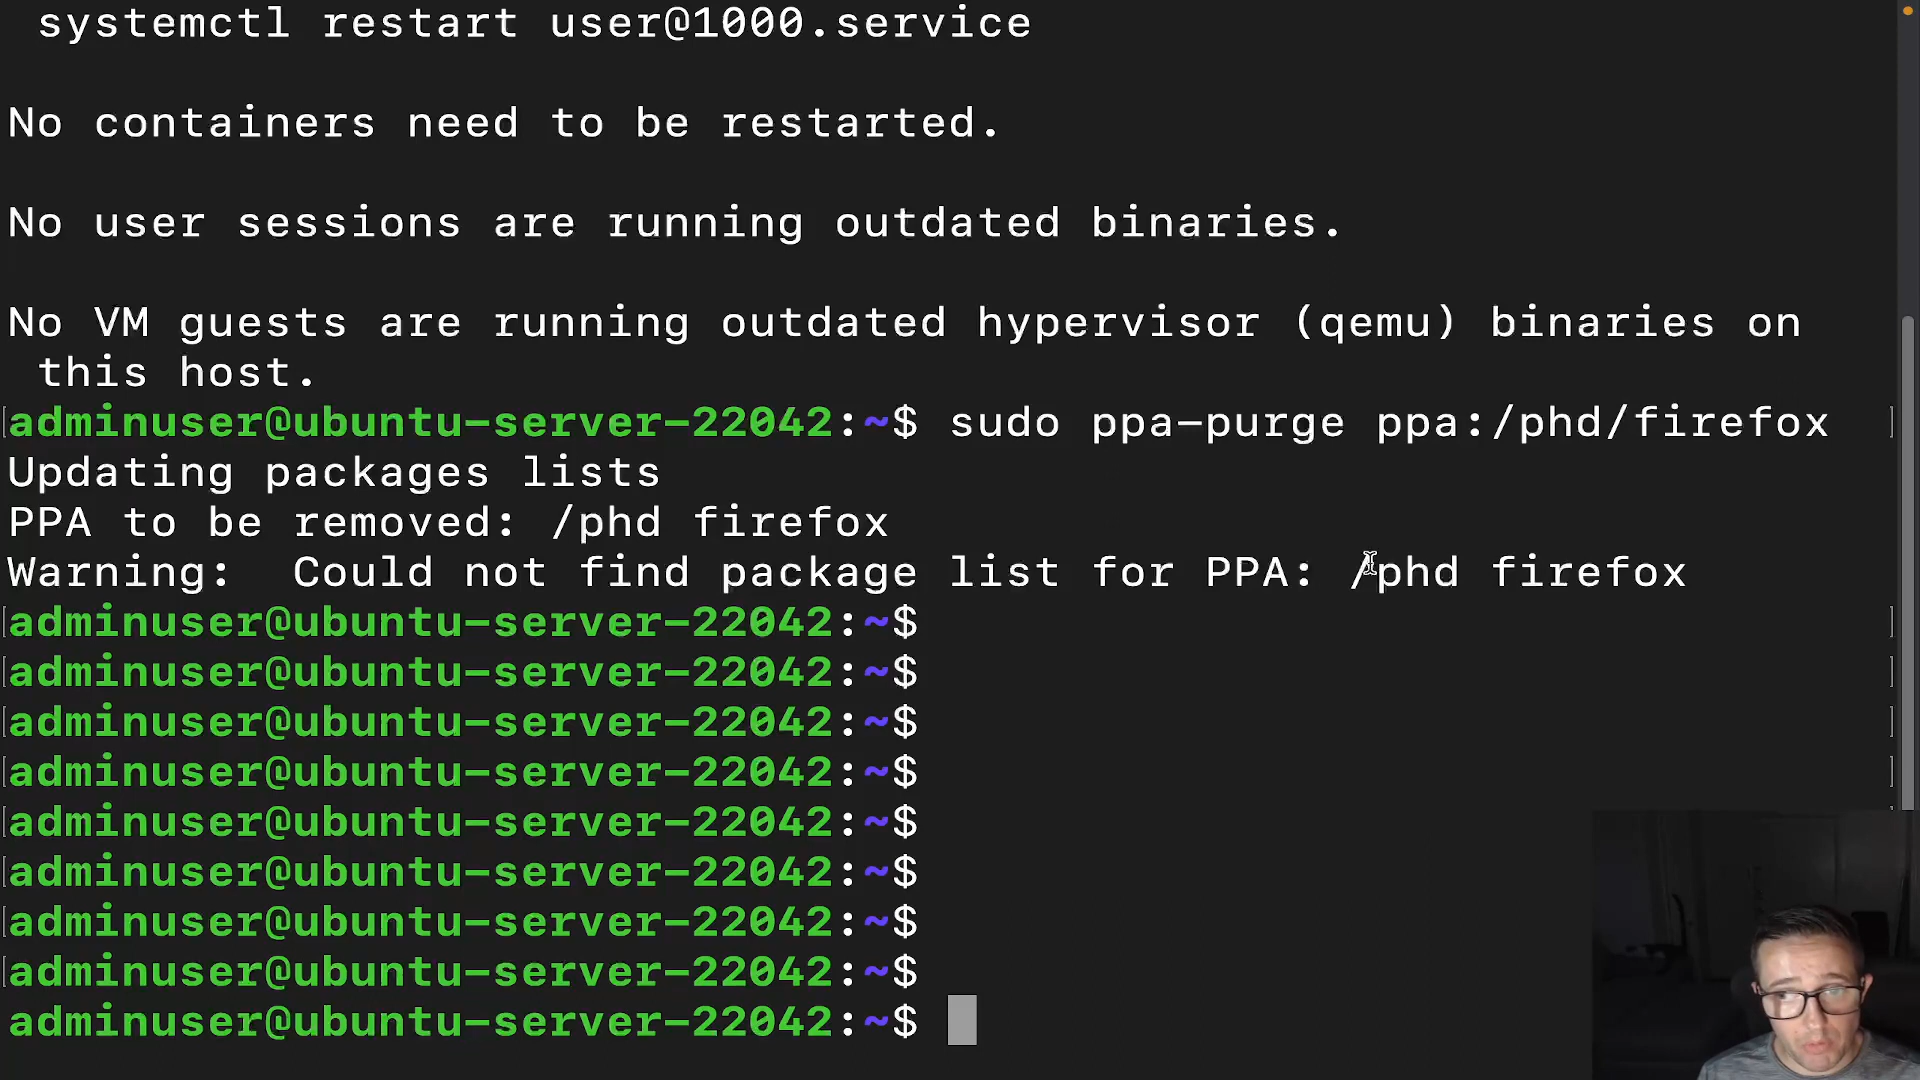 systemctl restart user@1000.service
No containers need to be restarted.
No user sessions are running outdated binaries.
No VM guests are running outdated hypervisor (qemu) binaries on
this host.
[adminuser@ubuntu-server-22042:~$ sudo ppa-purge ppa:/phd/firefox ]
Updating packages lists
PPA to be removed: /phd firefox
Warning:  Could not find package list for PPA: /phd firefox
[adminuser@ubuntu-server-22042:~$ ]
[adminuser@ubuntu-server-22042:~$ ]
[adminuser@ubuntu-server-22042:~$ ]
[adminuser@ubuntu-server-22042:~$ ]
[adminuser@ubuntu-server-22042:~$
[adminuser@ubuntu-server-22042:~$
[adminuser@ubuntu-server-22042:~$
[adminuser@ubuntu-server-22042:~$
adminuser@ubuntu-server-22042:~$